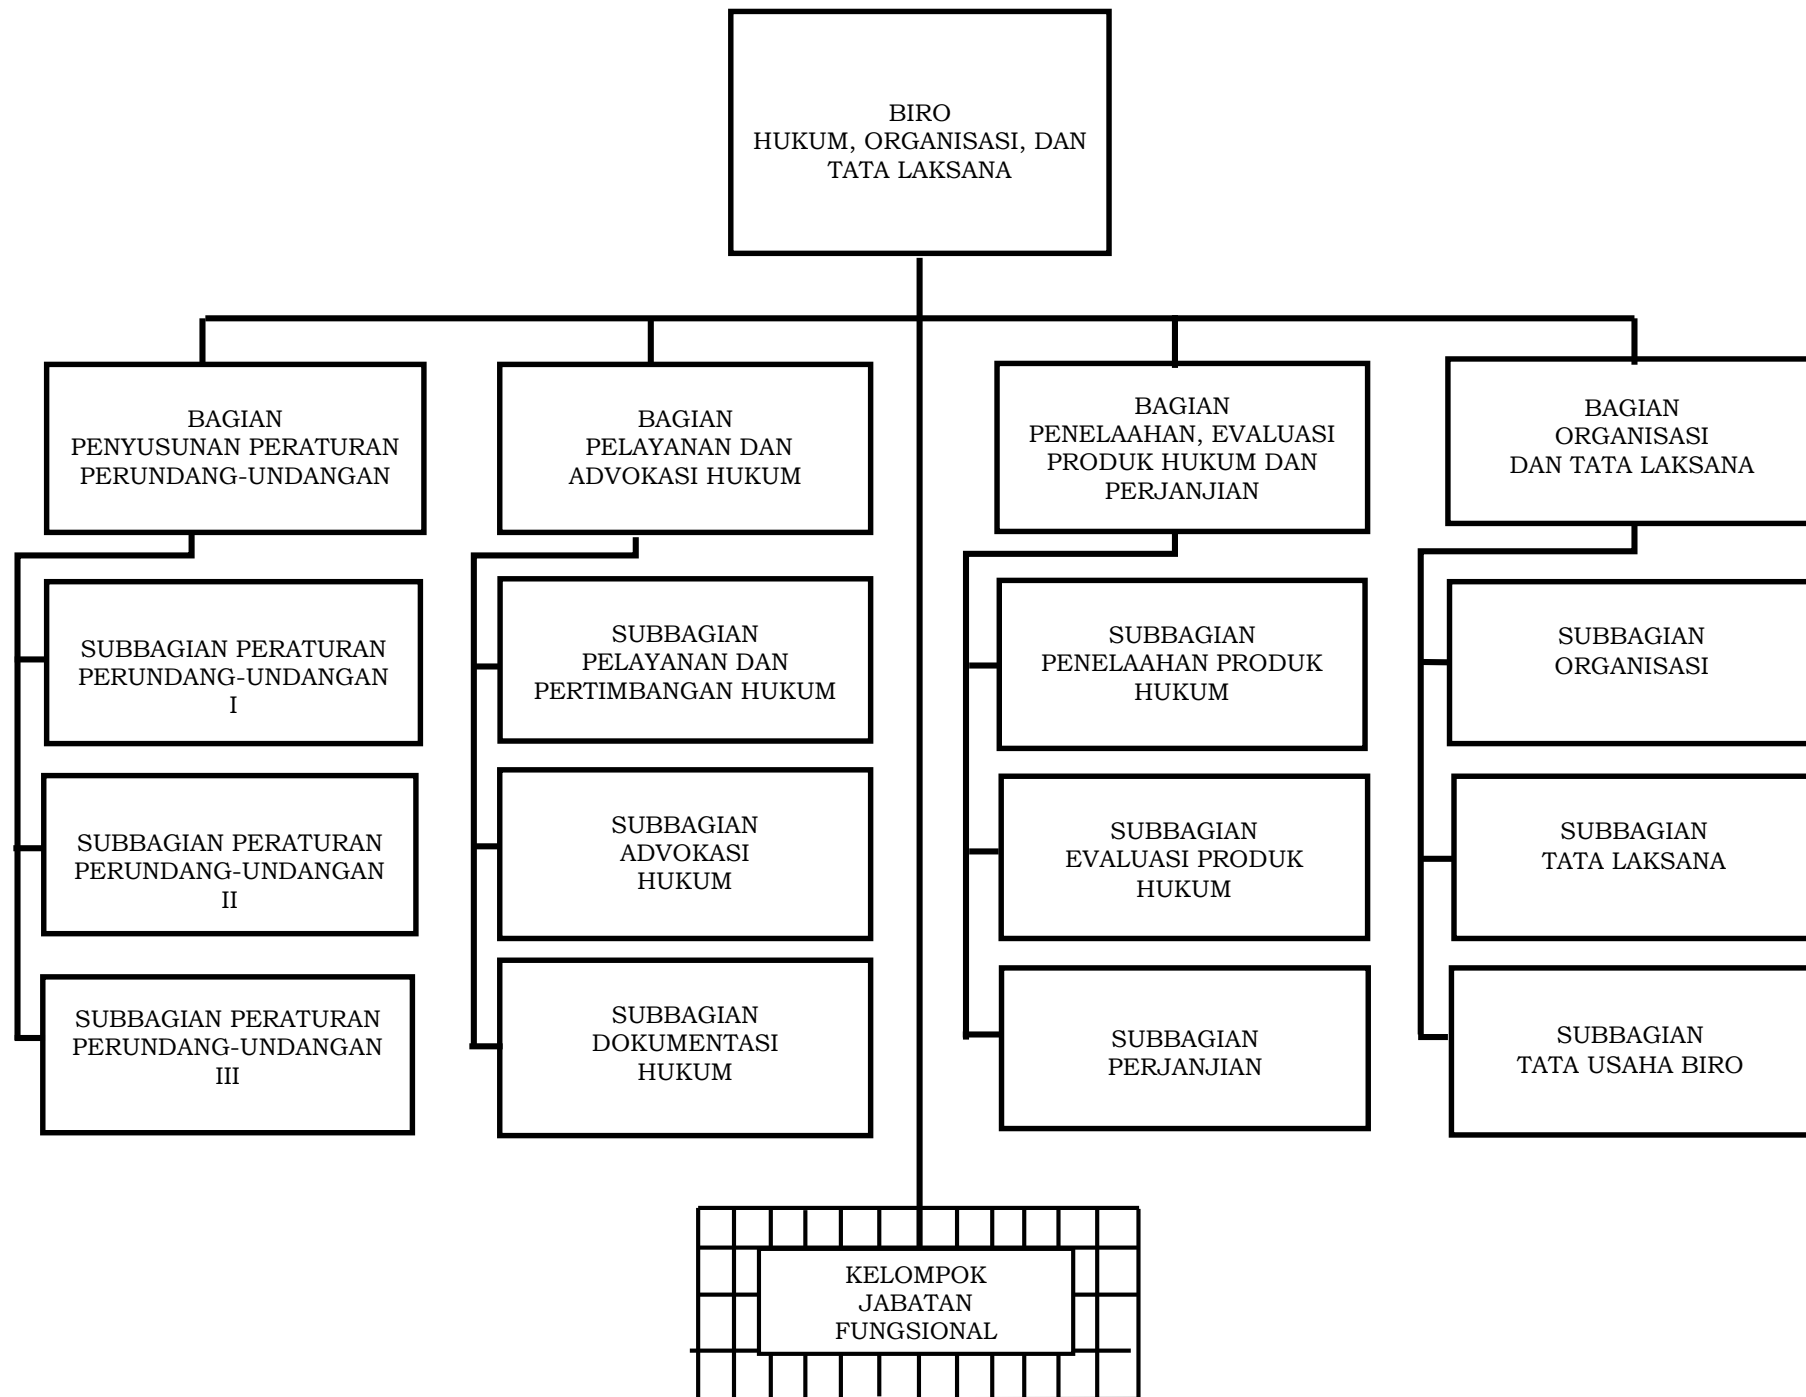 BIRO
HUKUM, ORGANISASI, DAN
TATA LAKSANA
BAGIAN
PENYUSUNAN PERATURAN
PERUNDANG-UNDANGAN
BAGIAN
PELAYANAN DAN
ADVOKASI HUKUM
BAGIAN
PENELAAHAN, EVALUASI
PRODUK HUKUM DAN
PERJANJIAN
BAGIAN
ORGANISASI
DAN TATA LAKSANA
SUBBAGIAN PERATURAN
PERUNDANG-UNDANGAN
I
SUBBAGIAN
PELAYANAN DAN
PERTIMBANGAN HUKUM
SUBBAGIAN
PENELAAHAN PRODUK
HUKUM
SUBBAGIAN
ORGANISASI
SUBBAGIAN PERATURAN
PERUNDANG-UNDANGAN
II
SUBBAGIAN
ADVOKASI
HUKUM
SUBBAGIAN
EVALUASI PRODUK
HUKUM
SUBBAGIAN
TATA LAKSANA
SUBBAGIAN PERATURAN
PERUNDANG-UNDANGAN
III
SUBBAGIAN
DOKUMENTASI
HUKUM
SUBBAGIAN
PERJANJIAN
SUBBAGIAN
TATA USAHA BIRO
KELOMPOK
JABATAN
FUNGSIONAL